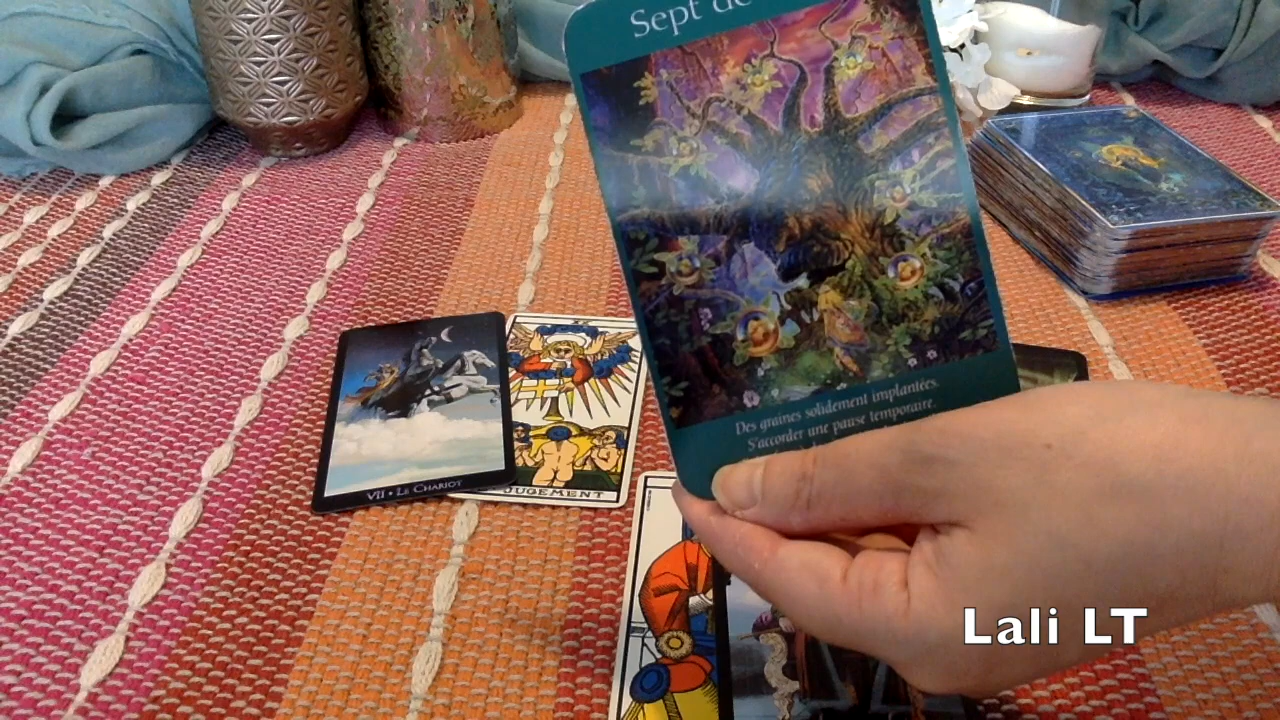 Sept de
Des graines solidement implantées.
S'accorder une pause temporaire.
VII • Le Chariot
JUGEMENT
Lali LT